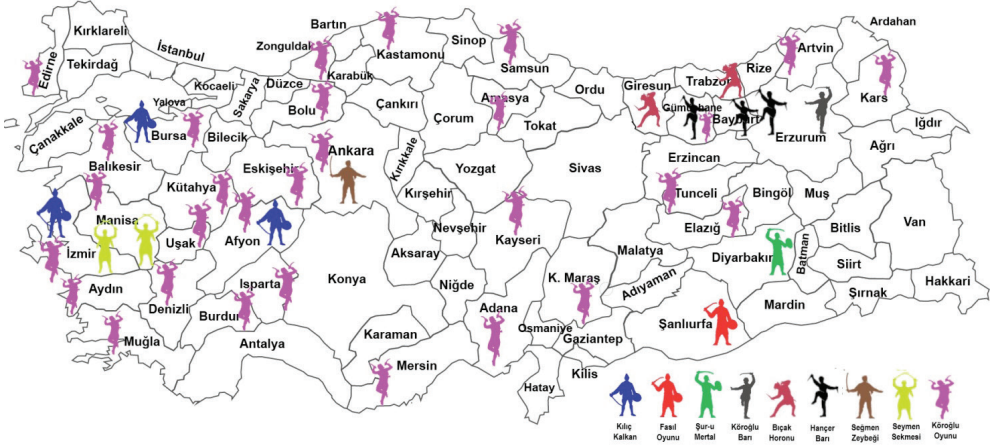 Kırklareli
Tekirdağ
Edirne
İstanbul
Kocaeli
Yalova
Sakarya
Düzce
Bolu
Zonguldak
Bartın
Karabük
Kastamonu
Sinop
Samsun
Çankırı
Çorum
Amasya
Tokat
Ordu
Giresun
Trabzon
Rize
Artvin
Ardahan
Kars
Gümüşhane
Bayburt
Erzurum
Iğdır
Ağrı
Çanakkale
Bursa
Bilecik
Balıkesir
Kütahya
Eskişehir
Ankara
Kırıkkale
Yozgat
Sivas
Erzincan
Tunceli
Bingöl
Muş
Van
Bitlis
Manisa
Uşak
Afyon
Kırşehir
Nevşehir
Kayseri
Malatya
Elazığ
Diyarbakır
Batman
Siirt
Hakkari
Şırnak
İzmir
Aydın
Denizli
Isparta
Burdur
Konya
Aksaray
Niğde
K. Maraş
Adıyaman
Şanlıurfa
Mardin
Muğla
Antalya
Karaman
Mersin
Adana
Osmaniye
Gaziantep
Kilis
Hatay
Kılıç
Kalkan
Fasıl
Oyunu
Şur-u
Mertal
Köroğlu
Barı
Bıçak
Horonu
Hançer
Barı
Seğmen
Zeybeği
Seymen
Sekmesi
Köroğlu
Oyunu